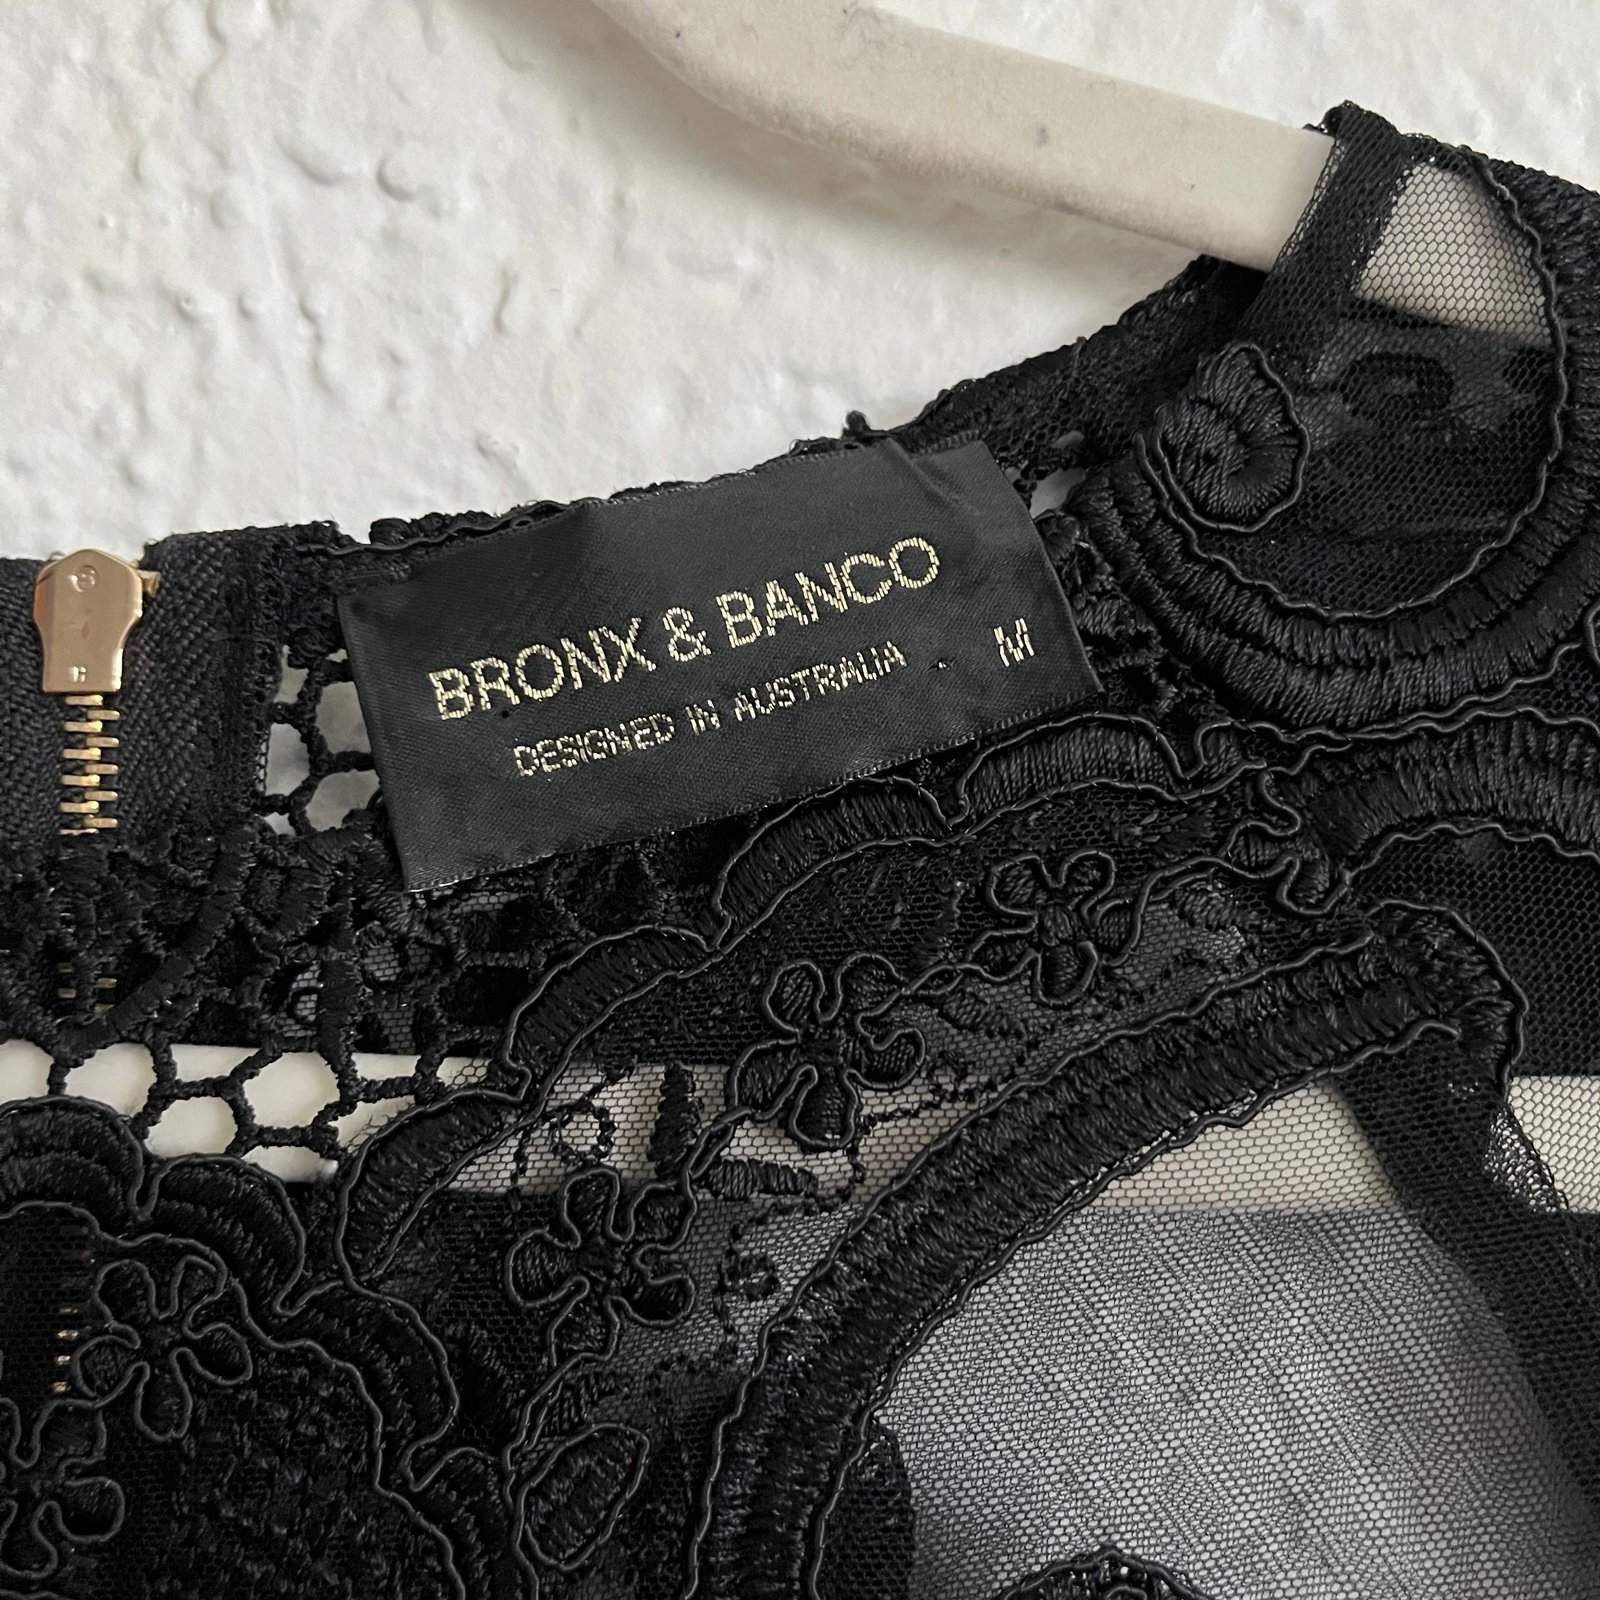 BRONX & BANCO
DESIGNED IN AUSTRALIA M